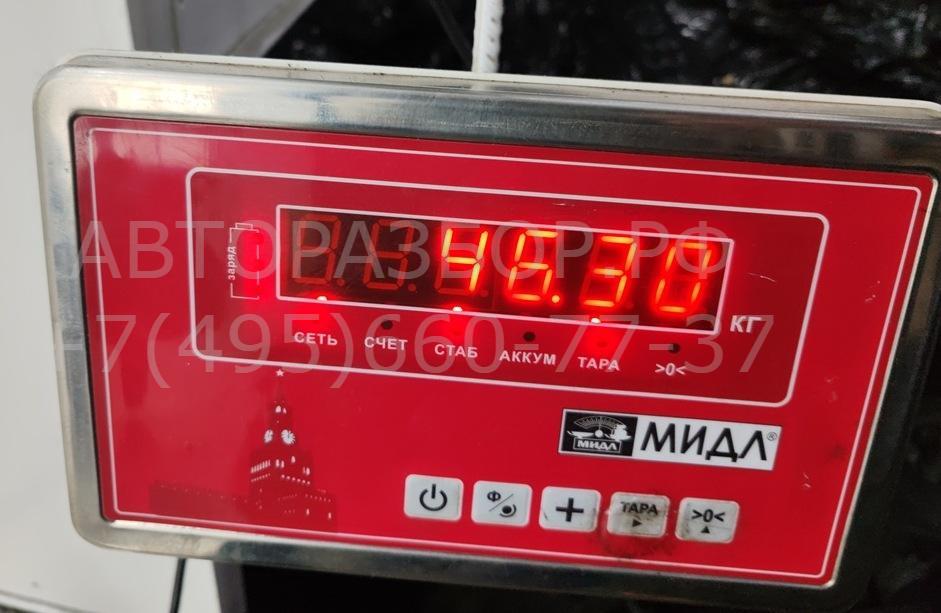 АВТОРАЗБОР.РФ
+7(495)660-77-37
заряд
46.30
КГ
СЕТЬ СЧЕТ СТАБ АККУМ ТАРА >0<
МИДЛ МИДЛ®
Ф + ТАРА >0<